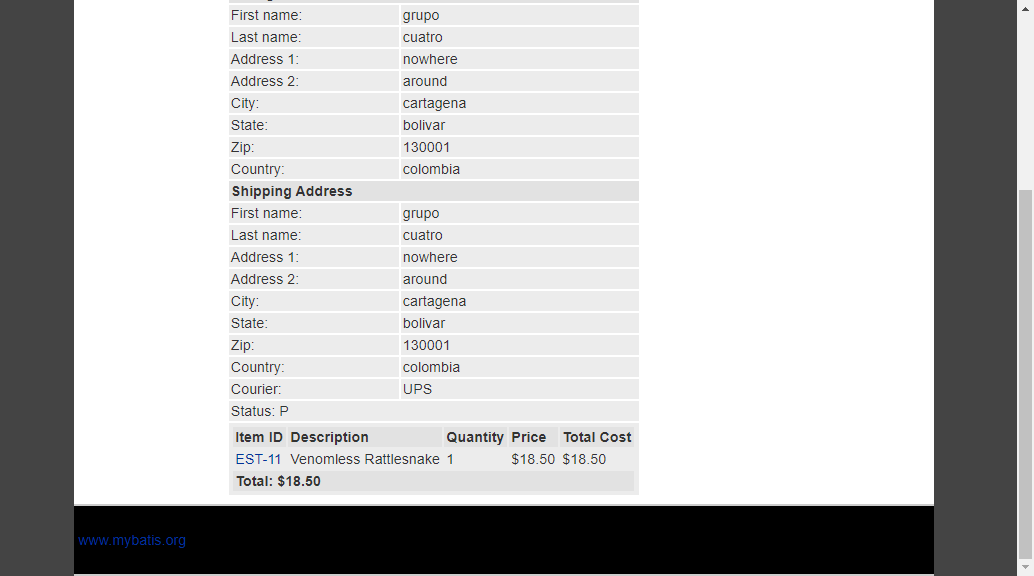 First name: grupo
Last name: cuatro
Address 1: nowhere
Address 2: around
City: cartagena
State: bolivar
Zip: 130001
Country: colombia
Shipping Address
First name: grupo
Last name: cuatro
Address 1: nowhere
Address 2: around
City: cartagena
State: bolivar
Zip: 130001
Country: colombia
Courier: UPS
Status: P
Item ID Description Quantity Price Total Cost
EST-11 Venomless Rattlesnake 1 $18.50 $18.50
Total: $18.50
www.mybatis.org